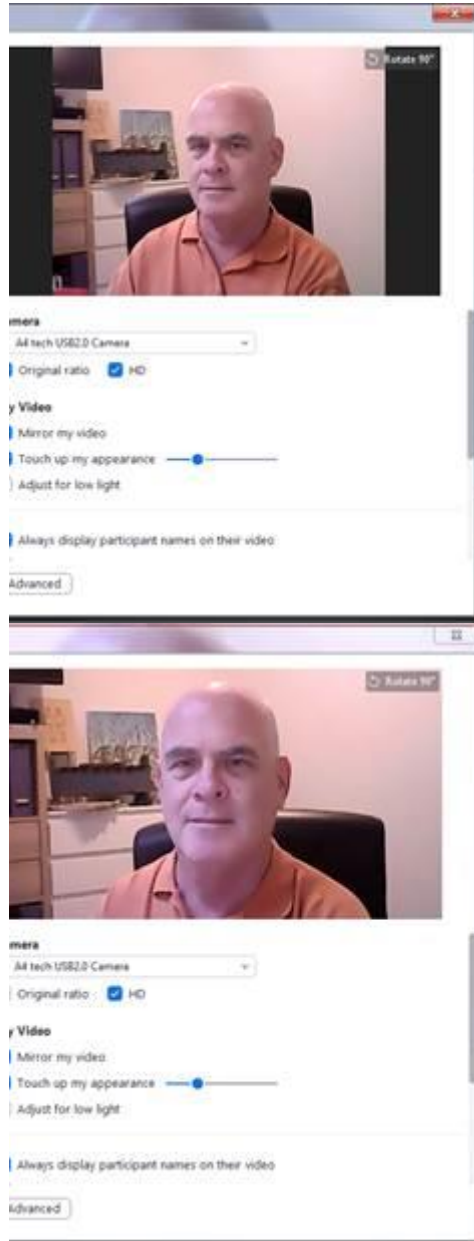 Rotate 90°
mera
A4 tech USB2.0 Camera
Original ratio HD
y Video
Mirror my video
Touch up my appearance
Adjust for low light
Always display participant names on their video
Advanced
Rotate 90°
mera
A4 tech USB2.0 Camera
Original ratio HD
y Video
Mirror my video
Touch up my appearance
Adjust for low light
Always display participant names on their video
Advanced